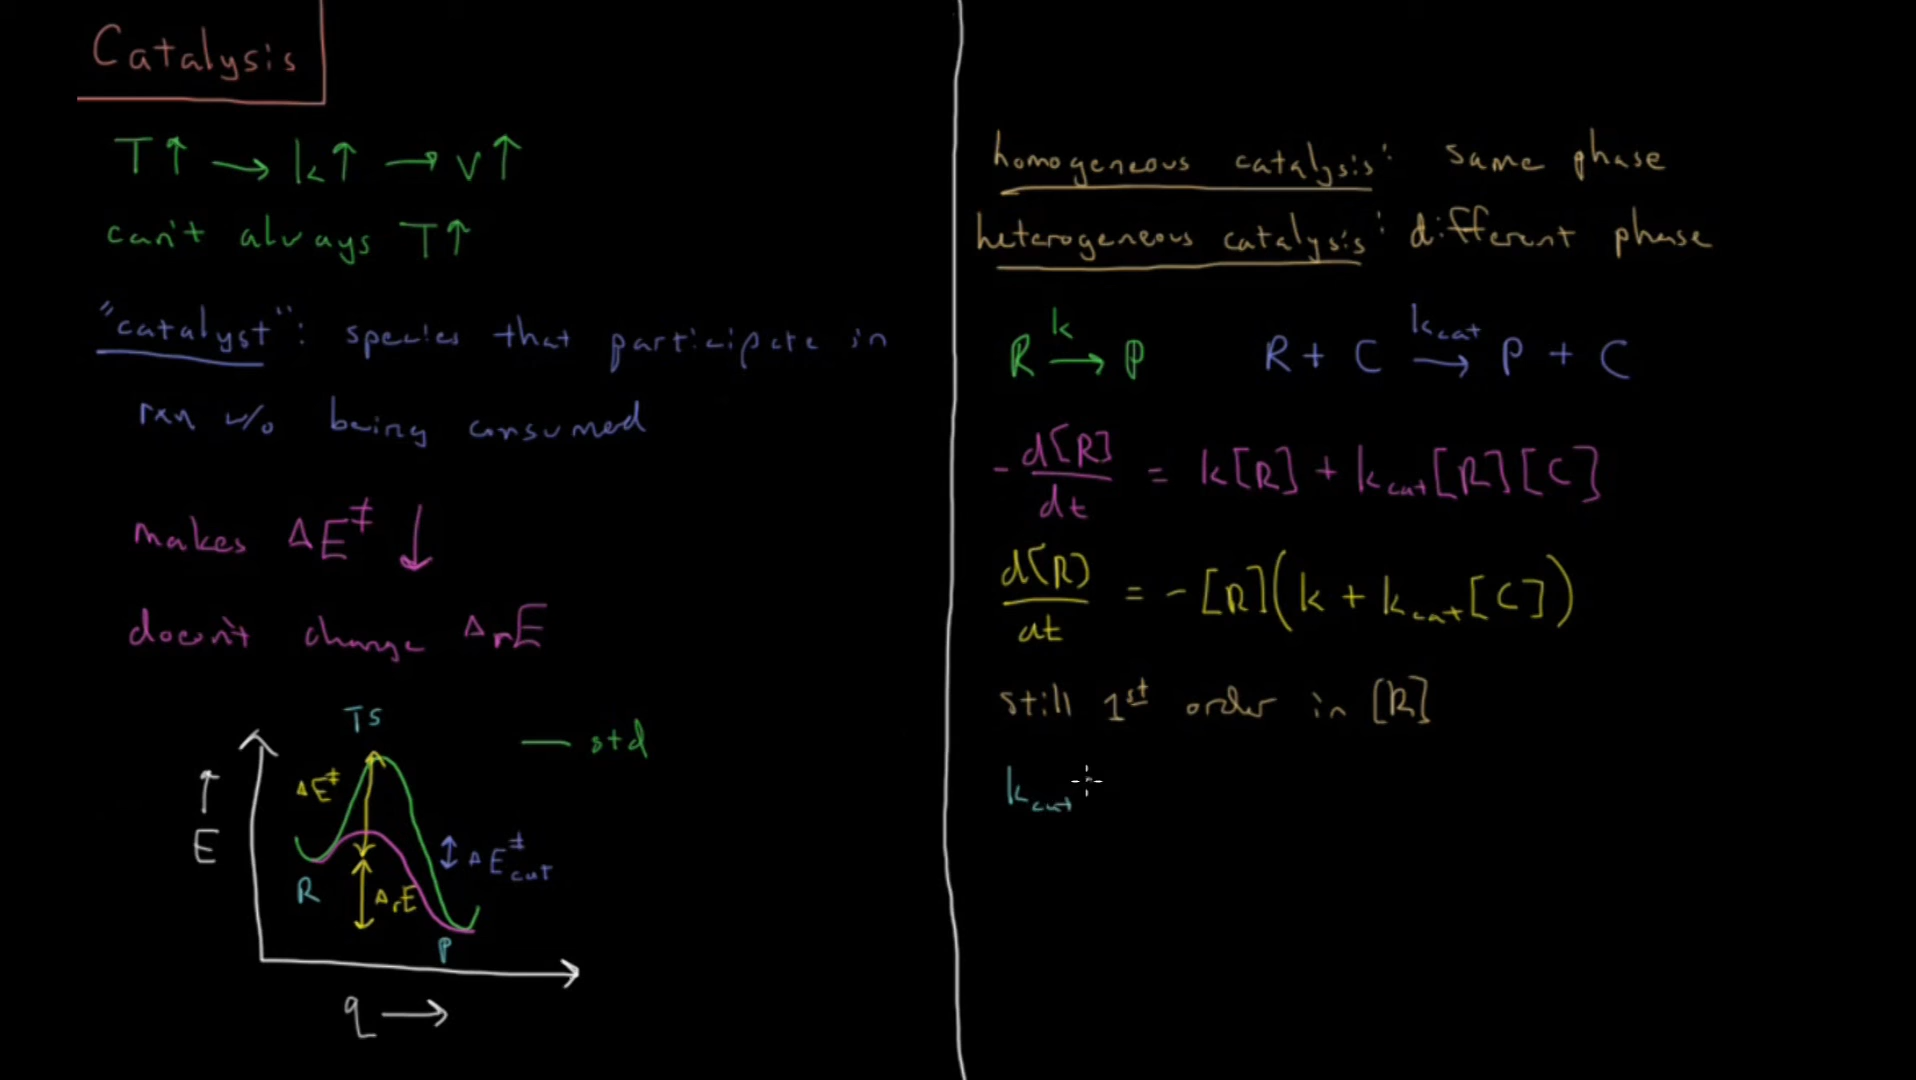 Catalysis
T↑ → k↑ → v↑
can't always T↑
"catalyst": species that participate in
rxn w/o being consumed
makes ΔE‡ ↓
doesn't change ΔrE
TS
— std
ΔE‡
E
ΔE‡cat
R
ΔrE
P
q →
homogeneous catalysis: same phase
heterogeneous catalysis: different phase
R →k P R + C →kcat P + C
- d[R]/dt = k[R] + kcat[R][C]
d[R]/dt = -[R](k + kcat[C])
still 1st order in [R]
kcat